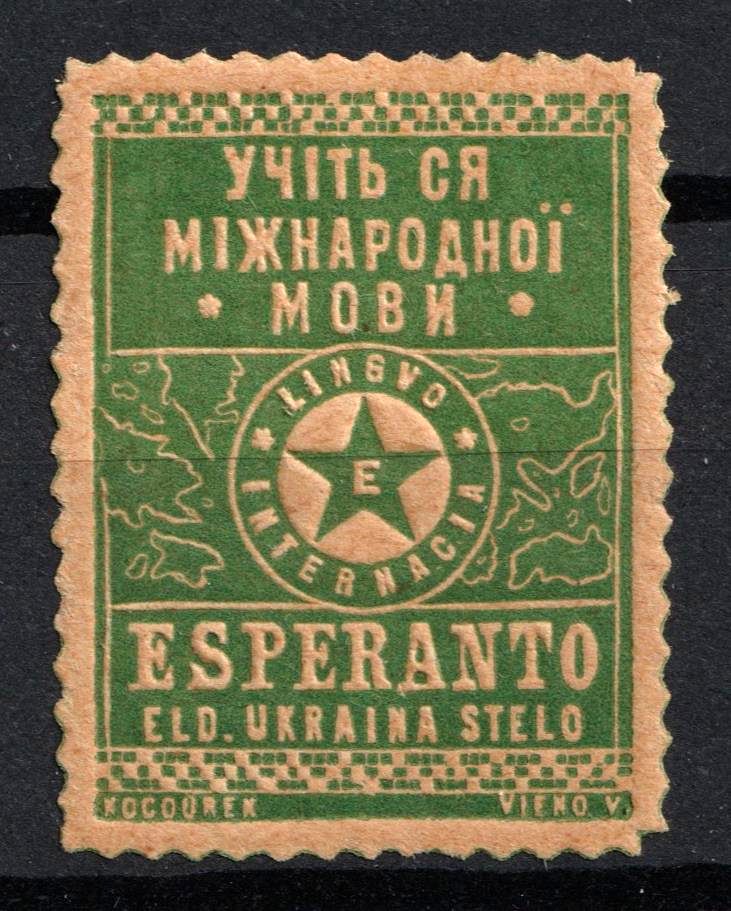 УЧІТЬ СЯ
МІЖНАРОДНОЇ
* МОВИ *
* LINGVO *
E
INTERNACIA
ESPERANTO
ELD. UKRAINA STELO
KOCOUREK VIENO V.